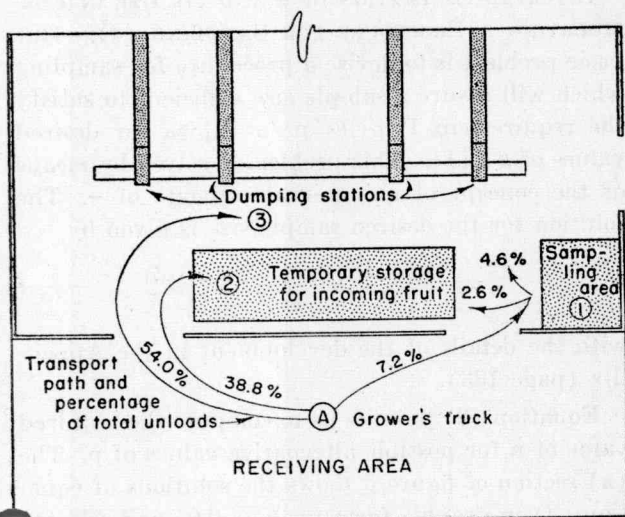 Dumping stations
③
4.6%
Samp-
ling
area
①
②
Temporary storage
for incoming fruit
2.6%
54.0%
38.8%
7.2%
Transport
path and
percentage
of total unloads
A
Grower's truck
RECEIVING AREA